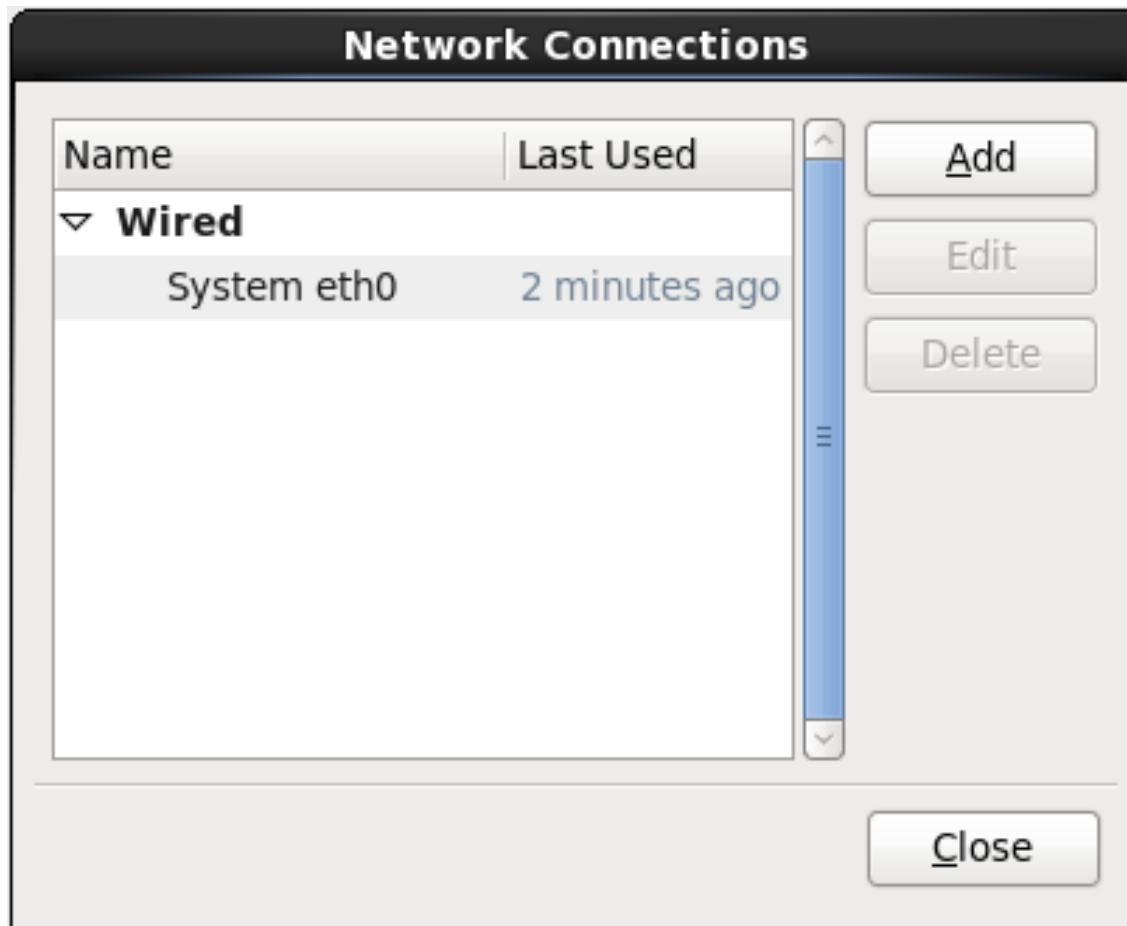 Network Connections
Name Last Used
Wired
System eth0 2 minutes ago
Add
Edit
Delete
Close